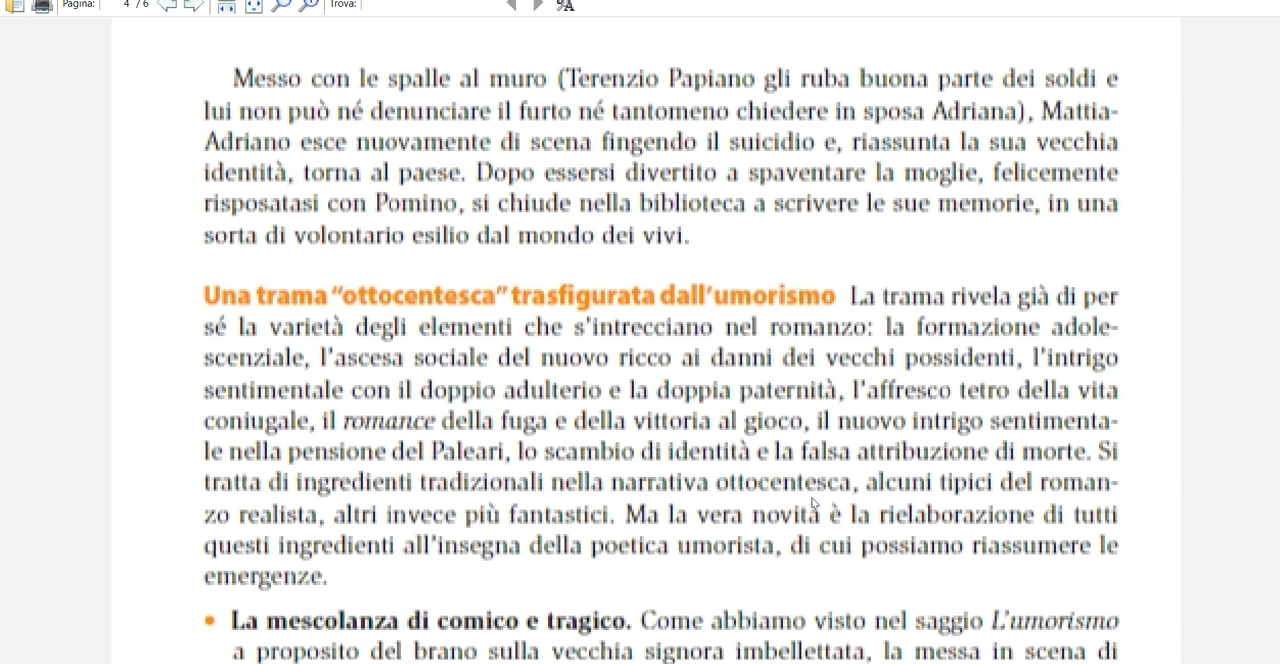 Pagina:
4 /6
Trova:
Messo con le spalle al muro (Terenzio Papiano gli ruba buona parte dei soldi e
lui non può né denunciare il furto né tantomeno chiedere in sposa Adriana), Mattia-
Adriano esce nuovamente di scena fingendo il suicidio e, riassunta la sua vecchia
identità, torna al paese. Dopo essersi divertito a spaventare la moglie, felicemente
risposatasi con Pomino, si chiude nella biblioteca a scrivere le sue memorie, in una
sorta di volontario esilio dal mondo dei vivi.
Una trama “ottocentesca” trasfigurata dall’umorismo La trama rivela già di per
sé la varietà degli elementi che s’intrecciano nel romanzo: la formazione adole-
scenziale, l’ascesa sociale del nuovo ricco ai danni dei vecchi possidenti, l’intrigo
sentimentale con il doppio adulterio e la doppia paternità, l’affresco tetro della vita
coniugale, il romance della fuga e della vittoria al gioco, il nuovo intrigo sentimenta-
le nella pensione del Paleari, lo scambio di identità e la falsa attribuzione di morte. Si
tratta di ingredienti tradizionali nella narrativa ottocentesca, alcuni tipici del roman-
zo realista, altri invece più fantastici. Ma la vera novità è la rielaborazione di tutti
questi ingredienti all’insegna della poetica umorista, di cui possiamo riassumere le
emergenze.
• La mescolanza di comico e tragico. Come abbiamo visto nel saggio L’umorismo
a proposito del brano sulla vecchia signora imbellettata, la messa in scena di